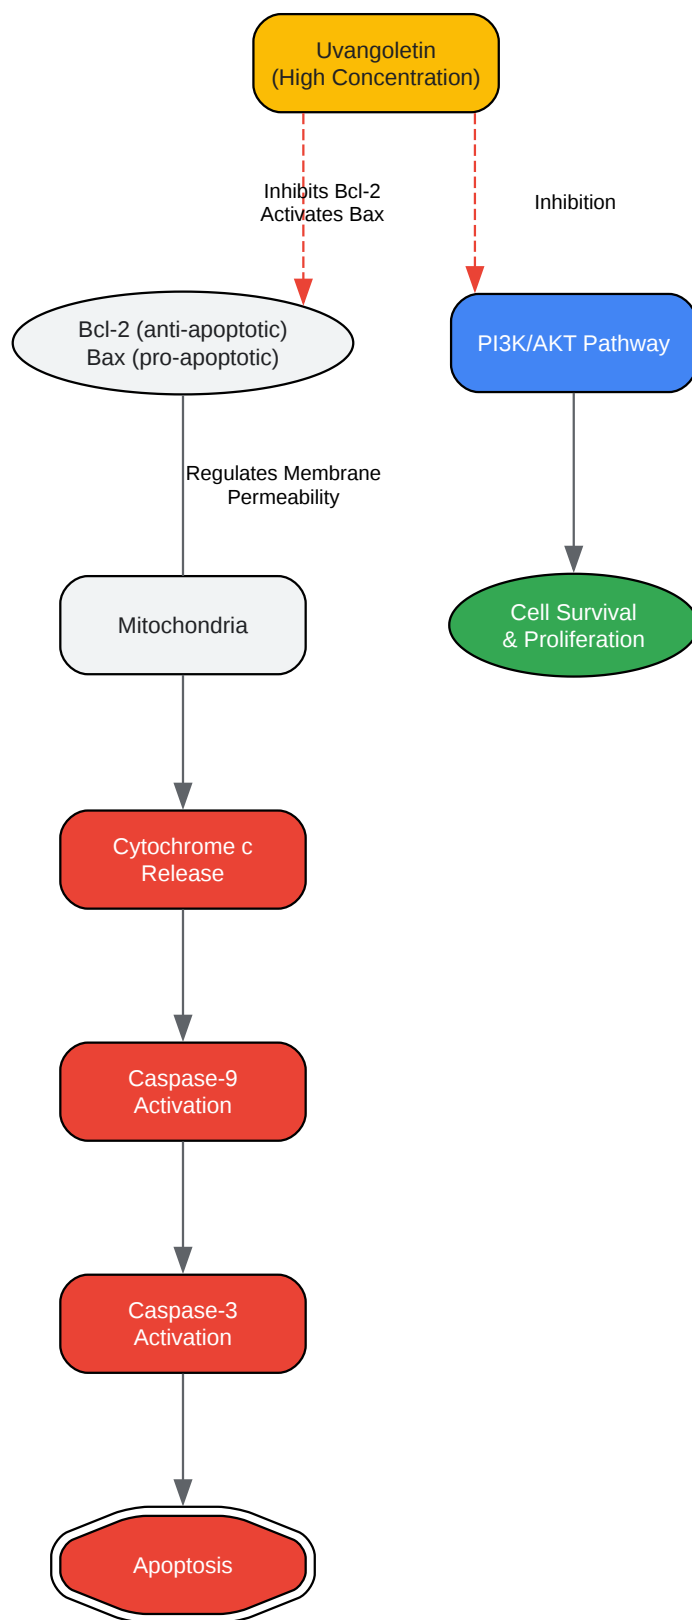 Uvangoletin
(High Concentration)
Inhibits Bcl-2
Activates Bax
Inhibition
Bcl-2 (anti-apoptotic)
Bax (pro-apoptotic)
PI3K/AKT Pathway
Regulates Membrane
Permeability
Mitochondria
Cell Survival
& Proliferation
Cytochrome c
Release
Caspase-9
Activation
Caspase-3
Activation
Apoptosis